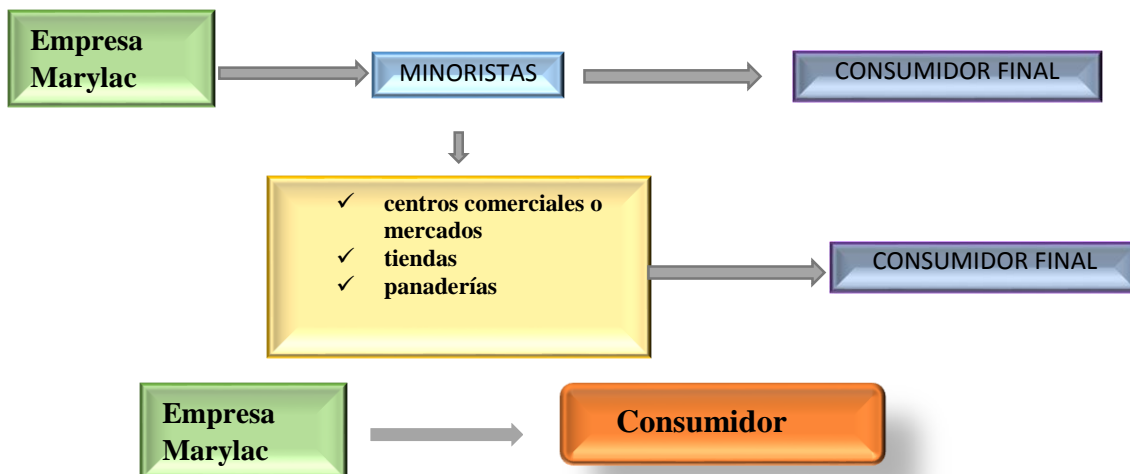 Empresa
Marylac
MINORISTAS
CONSUMIDOR FINAL
✓ centros comerciales o
mercados
✓ tiendas
✓ panaderías
CONSUMIDOR FINAL
Empresa
Marylac
Consumidor